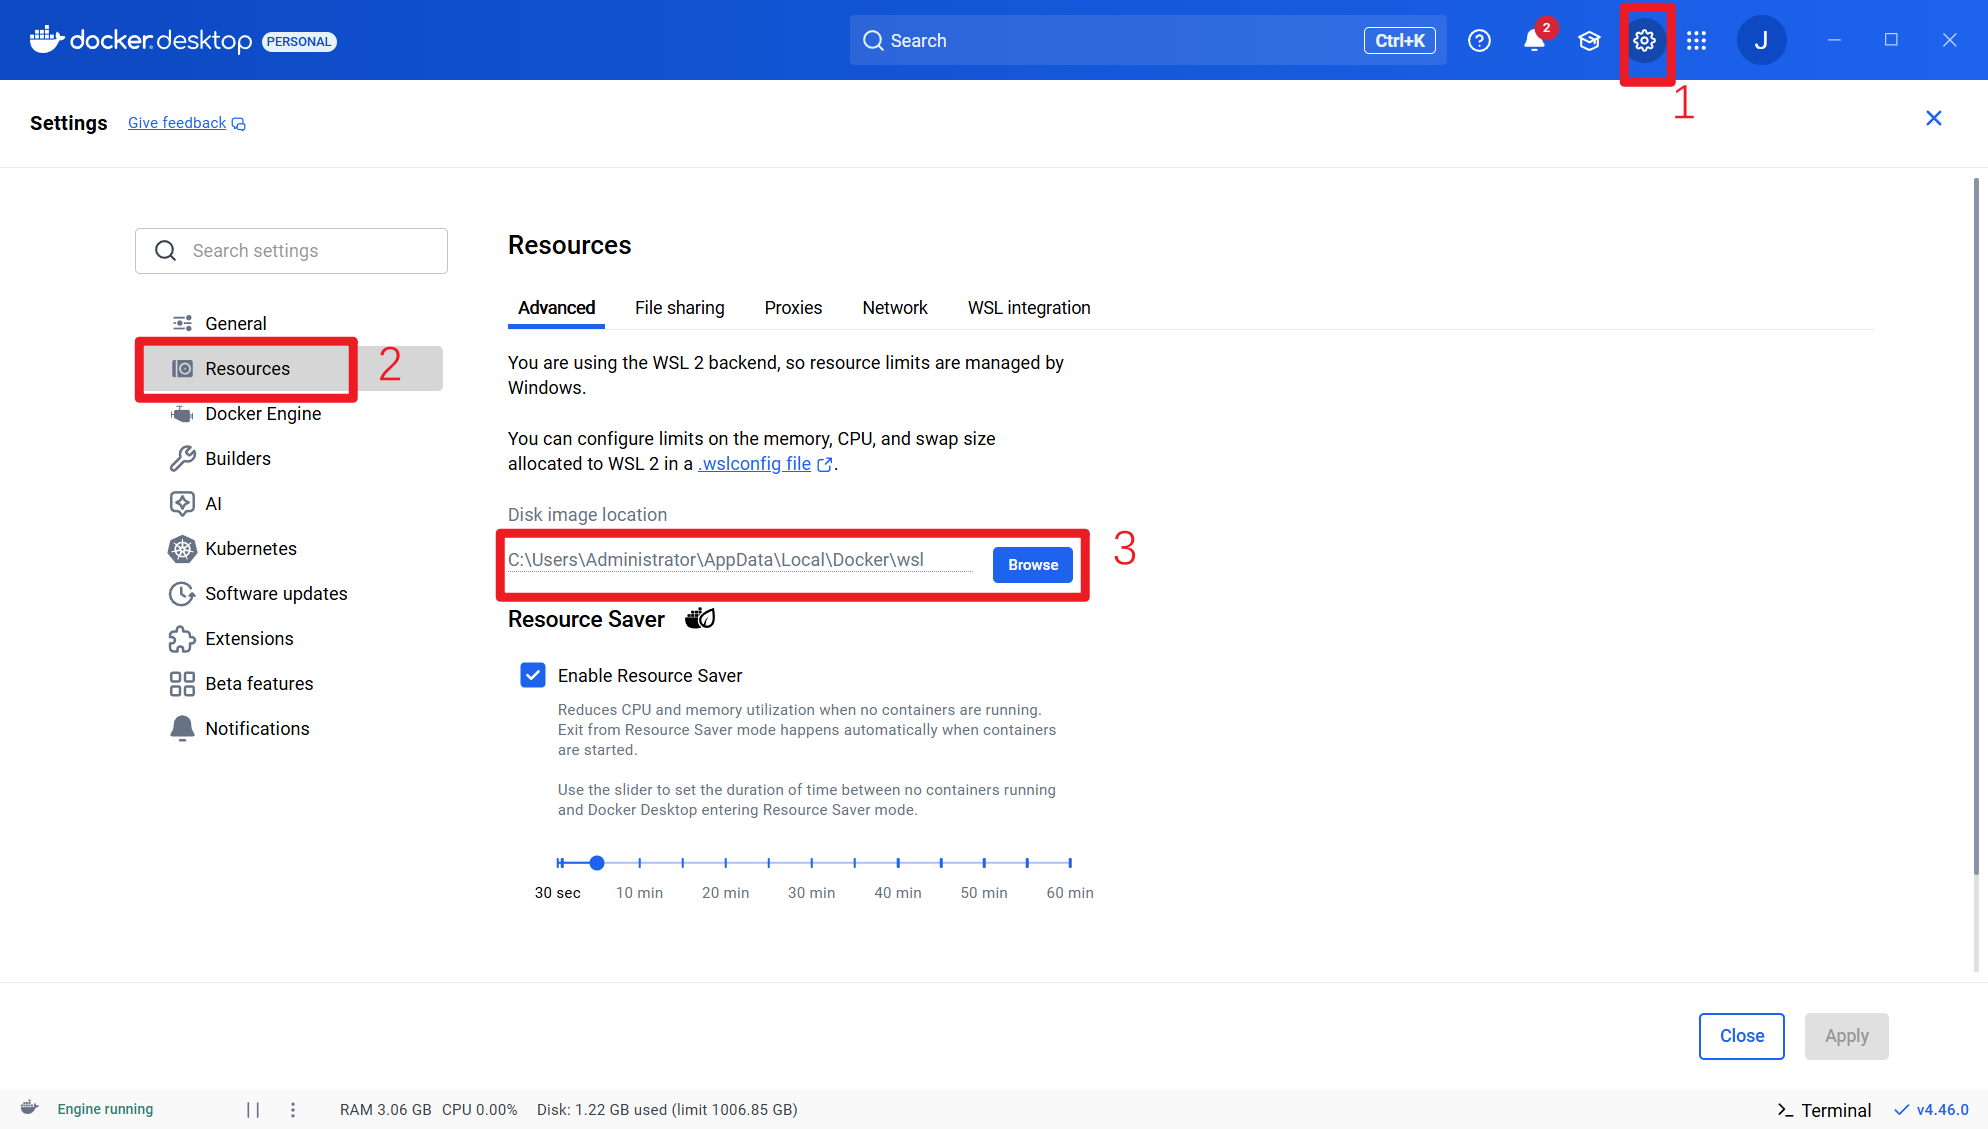 docker desktop PERSONAL
Search
Ctrl+K
2
J
1
Settings
Give feedback
Search settings
General
Resources
2
Docker Engine
Builders
AI
Kubernetes
Software updates
Extensions
Beta features
Notifications
Resources
Advanced
File sharing
Proxies
Network
WSL integration
You are using the WSL 2 backend, so resource limits are managed by
Windows.
You can configure limits on the memory, CPU, and swap size
allocated to WSL 2 in a .wslconfig file.
Disk image location
C:\Users\Administrator\AppData\Local\Docker\wsl
Browse
3
Resource Saver
Enable Resource Saver
Reduces CPU and memory utilization when no containers are running.
Exit from Resource Saver mode happens automatically when containers
are started.
Use the slider to set the duration of time between no containers running
and Docker Desktop entering Resource Saver mode.
30 sec 10 min 20 min 30 min 40 min 50 min 60 min
Close
Apply
Engine running
RAM 3.06 GB CPU 0.00% Disk: 1.22 GB used (limit 1006.85 GB)
Terminal
v4.46.0